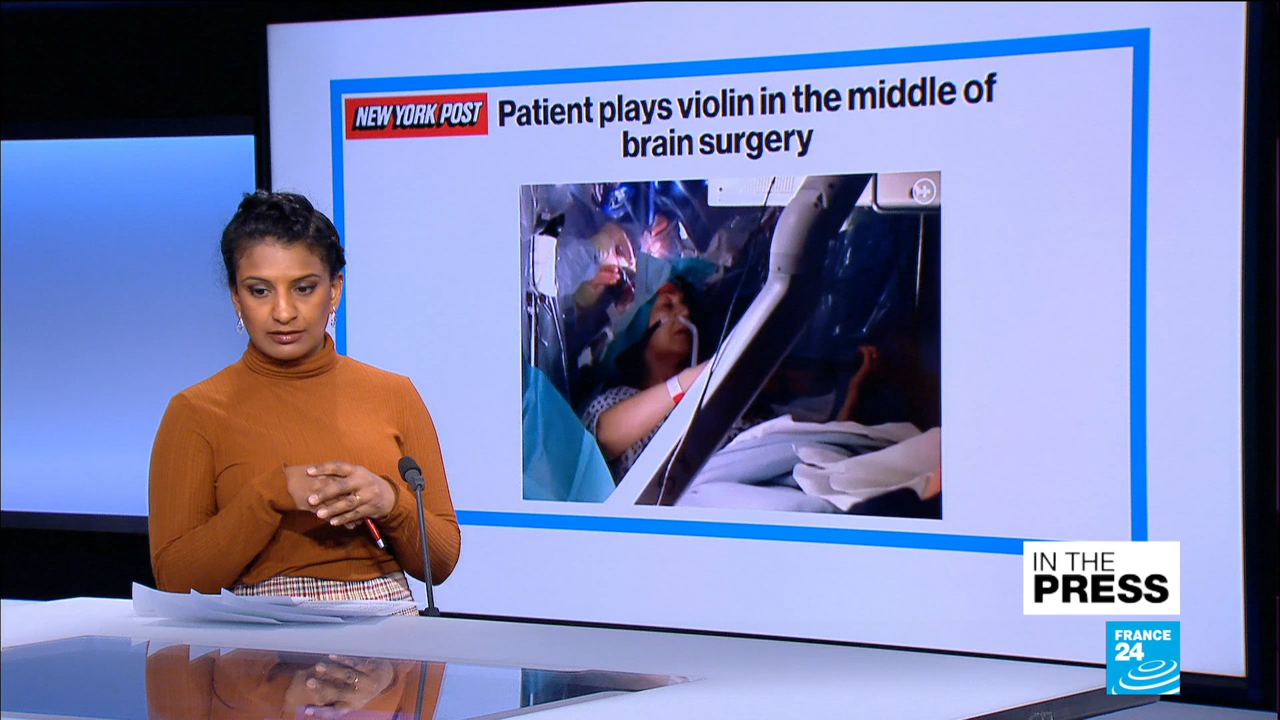 NEW YORK POST
Patient plays violin in the middle of
brain surgery
IN THE
PRESS
FRANCE
24